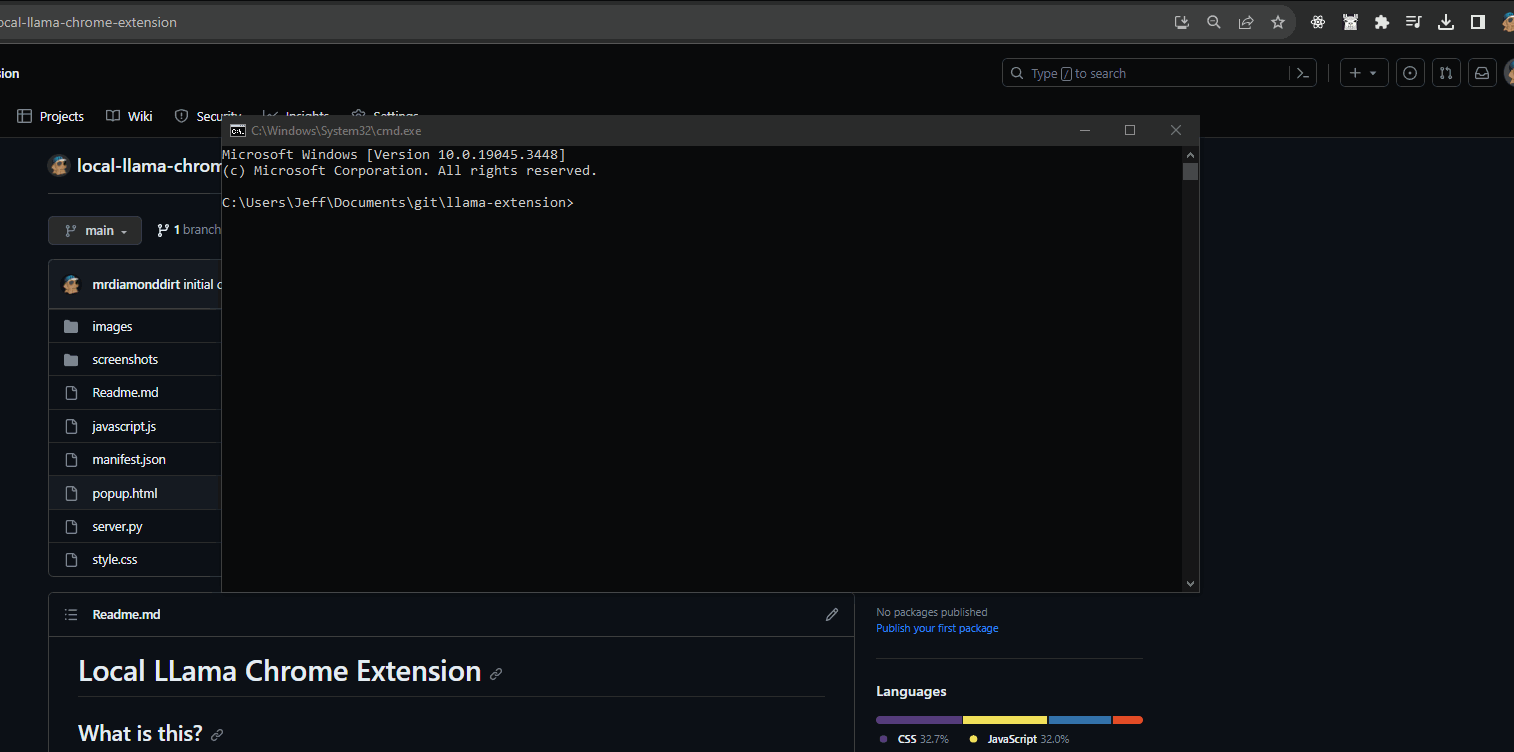 ocal-llama-chrome-extension
sion
Type / to search
Projects Wiki Security Insights Settings
C:\Windows\System32\cmd.exe
local-llama-chrom
Microsoft Windows [Version 10.0.19045.3448]
(c) Microsoft Corporation. All rights reserved.
C:\Users\Jeff\Documents\git\llama-extension>
main 1 branch
mrdiamonddirt initial c
images
screenshots
Readme.md
javascript.js
manifest.json
popup.html
server.py
style.css
Readme.md
No packages published
Publish your first package
Local LLama Chrome Extension
Languages
What is this?
CSS 32.7% JavaScript 32.0%